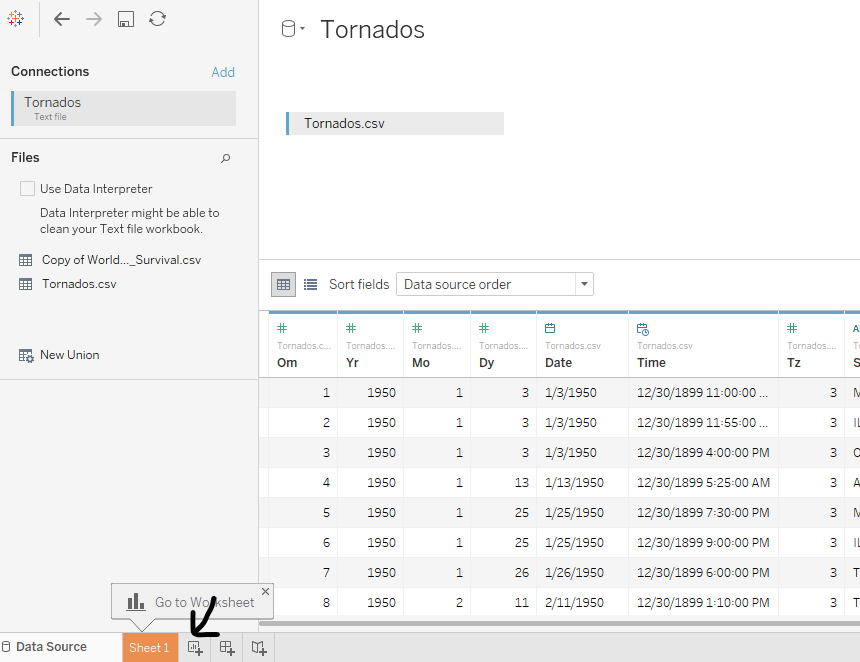 Tornados
Connections
Add
Tornados
Text file
Tornados.csv
Files
Use Data Interpreter
Data Interpreter might be able to
clean your Text file workbook.
Copy of World..._Survival.csv
Tornados.csv
New Union
Sort fields
Data source order
Tornados.c... Tornados.... Tornados.... Tornados.... Tornados.csv Tornados.csv Tornados....
Om Yr Mo Dy Date Time Tz S
1 1950 1 3 1/3/1950 12/30/1899 11:00:00 ... 3
2 1950 1 3 1/3/1950 12/30/1899 11:55:00 ... 3 IL
3 1950 1 3 1/3/1950 12/30/1899 4:00:00 PM 3
4 1950 1 13 1/13/1950 12/30/1899 5:25:00 AM 3
5 1950 1 25 1/25/1950 12/30/1899 7:30:00 PM 3
6 1950 1 25 1/25/1950 12/30/1899 9:00:00 PM 3 IL
7 1950 1 26 1/26/1950 12/30/1899 6:00:00 PM 3 T
8 1950 2 11 2/11/1950 12/30/1899 1:10:00 PM 3 T
Go to Worksheet
Data Source
Sheet 1